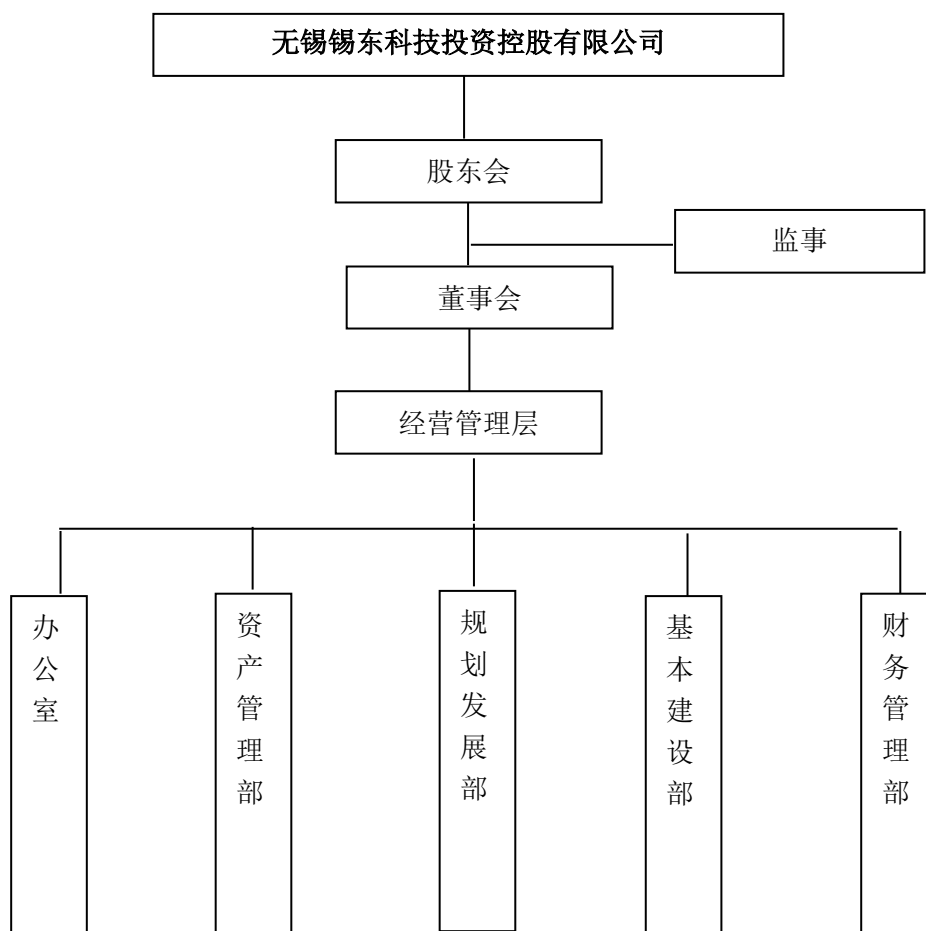 无锡锡东科技投资控股有限公司
股东会
监事
董事会
经营管理层
办公室
资产管理部
规划发展部
基本建设部
财务管理部